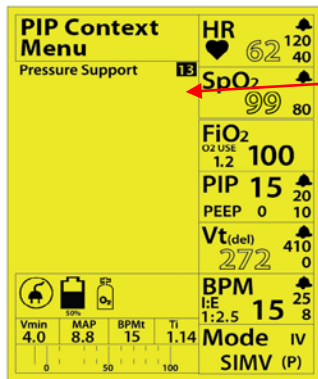 PIP Context
Menu
Pressure Support 13
HR
62 120
40
SpO2
99 80
FiO2
O2 USE
1.2 100
PIP 15 20
PEEP 0 10
Vt(del) 410
272 0
BPM
I:E 25
1:2.5 15 8
Mode IV
SIMV (P)
O2
50%
Vmin MAP BPMt Ti
4.0 8.8 15 1.14
0 50 100